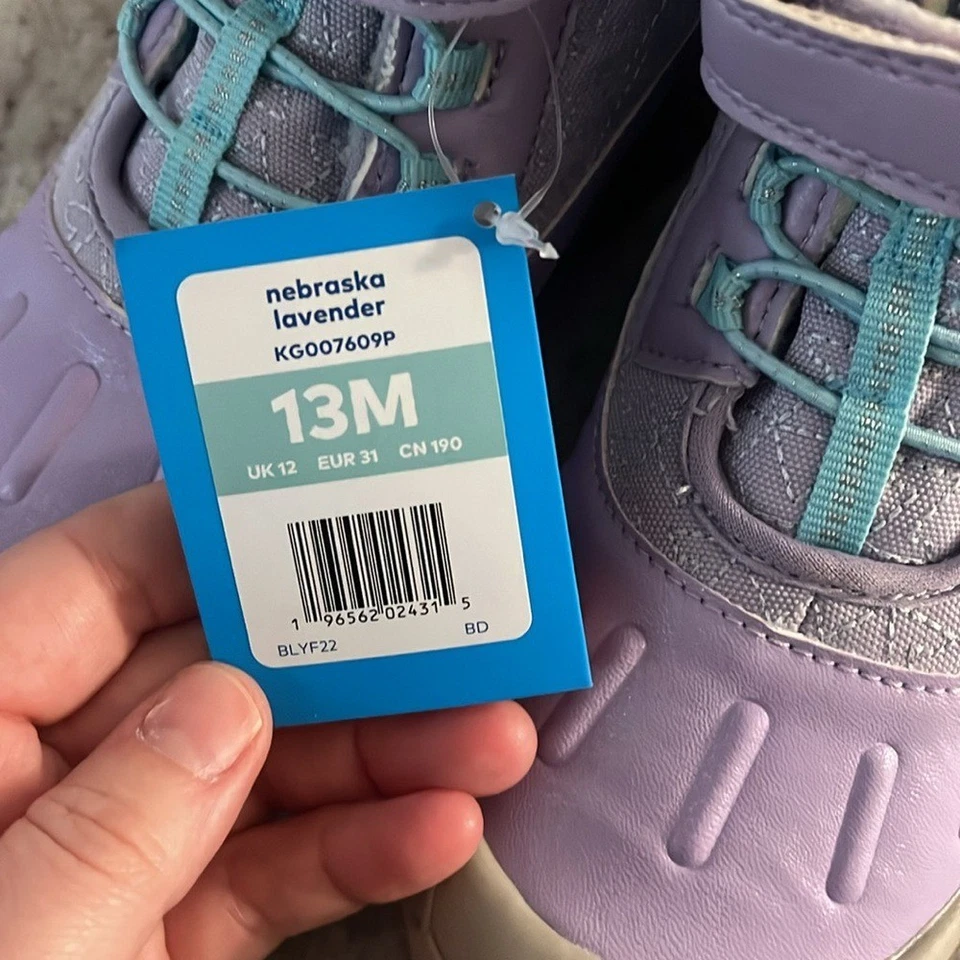 nebraska
lavender
KG007609P
13M
UK 12 EUR 31 CN 190
1 96562 02431 5
BLYF22 BD